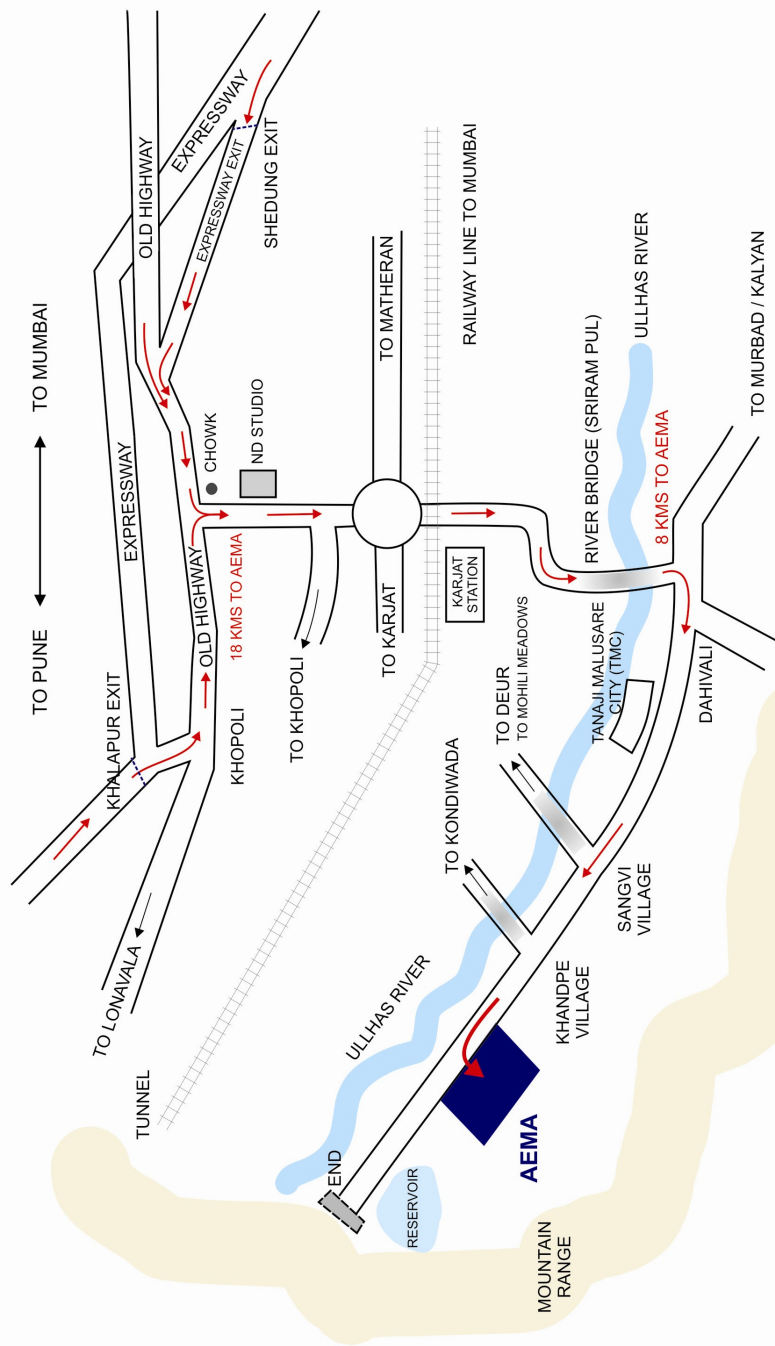 TO PUNE
TO MUMBAI
EXPRESSWAY
OLD HIGHWAY
EXPRESSWAY
EXPRESSWAY EXIT
SHEDUNG EXIT
KHALAPUR EXIT
OLD HIGHWAY
CHOWK
ND STUDIO
18 KMS TO AEMA
KHOPOLI
TO LONAVALA
TO KHOPOLI
TUNNEL
TO MATHERAN
TO KARJAT
RAILWAY LINE TO MUMBAI
KARJAT
STATION
TO DEUR
TO MOHILI MEADOWS
TO KONDIWADA
RIVER BRIDGE (SRIRAM PUL)
ULLHAS RIVER
8 KMS TO AEMA
TO MURBAD / KALYAN
TANAJI MALUSARE
CITY (TMC)
DAHIVALI
SANGVI
VILLAGE
KHANDPE
VILLAGE
ULLHAS RIVER
END
RESERVOIR
AEMA
MOUNTAIN
RANGE